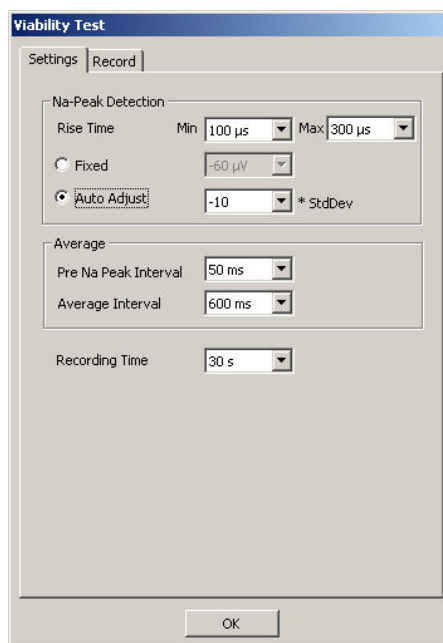 Viability Test
Settings Record
Na-Peak Detection
Rise Time Min 100 µs Max 300 µs
Fixed -60 µV
Auto Adjust -10 * StdDev
Average
Pre Na Peak Interval 50 ms
Average Interval 600 ms
Recording Time 30 s
OK